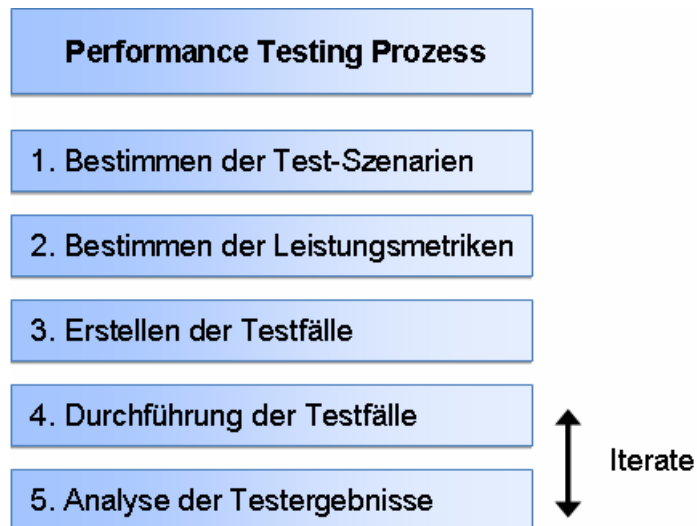 Performance Testing Prozess
1. Bestimmen der Test-Szenarien
2. Bestimmen der Leistungsmetriken
3. Erstellen der Testfälle
4. Durchführung der Testfälle
Iterate
5. Analyse der Testergebnisse